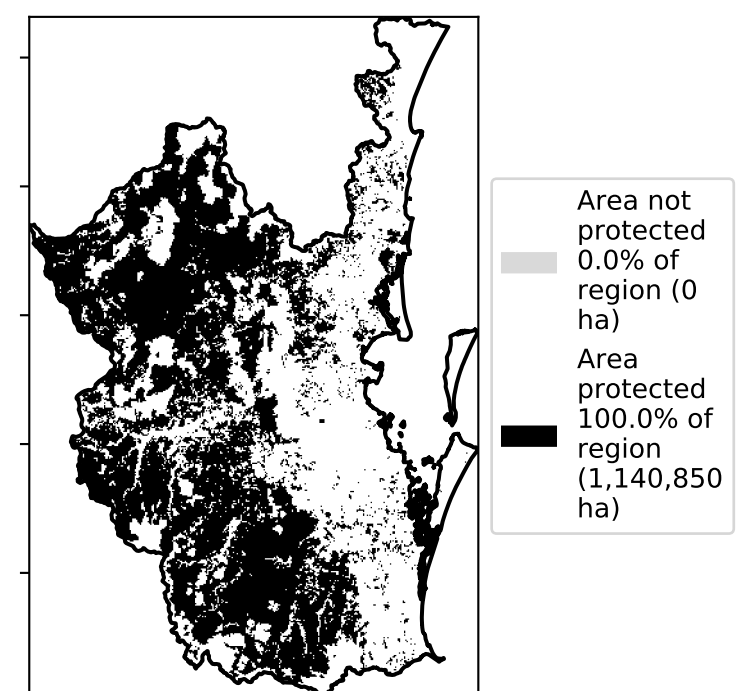 Area not
protected
0.0% of
region (0
ha)
Area
protected
100.0% of
region
(1,140,850
ha)